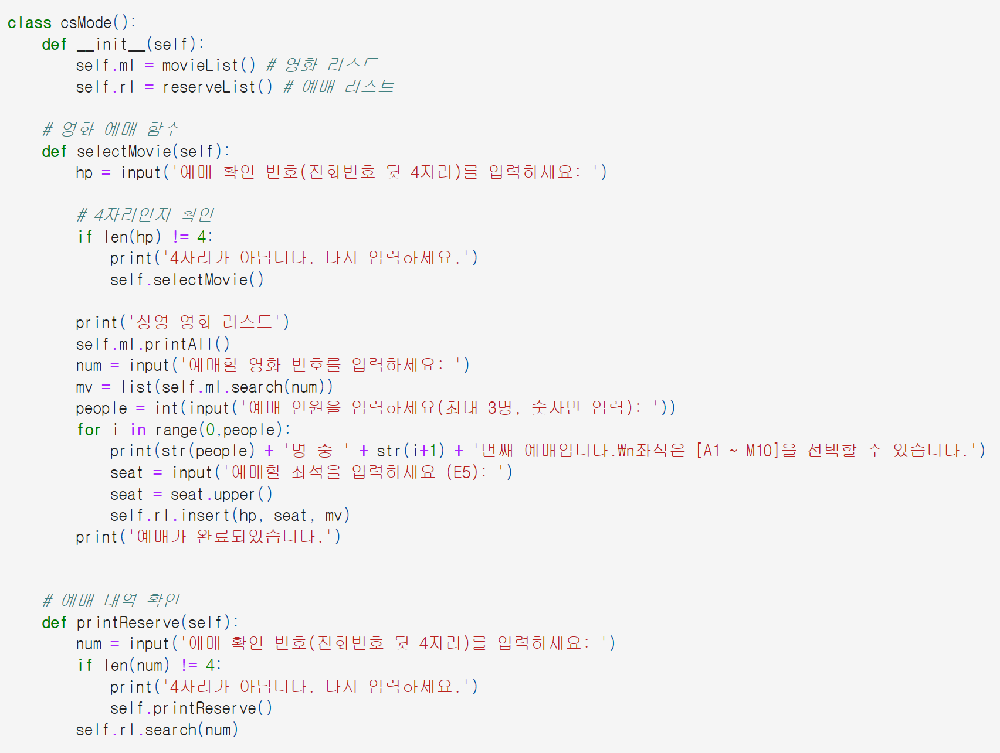 class csMode():
    def __init__(self):
        self.ml = movieList() # 영화 리스트
        self.rl = reserveList() # 예매 리스트

    # 영화 예매 함수
    def selectMovie(self):
        hp = input('예매 확인 번호(전화번호 뒷 4자리)를 입력하세요: ')

        # 4자리인지 확인
        if len(hp) != 4:
            print('4자리가 아닙니다. 다시 입력하세요.')
            self.selectMovie()

        print('상영 영화 리스트')
        self.ml.printAll()
        num = input('예매할 영화 번호를 입력하세요: ')
        mv = list(self.ml.search(num))
        people = int(input('예매 인원을 입력하세요(최대 3명, 숫자만 입력): '))
        for i in range(0,people):
            print(str(people) + '명 중 ' + str(i+1) + '번째 예매입니다.₩n좌석은 [A1 ~ M10]을 선택할 수 있습니다.')
            seat = input('예매할 좌석을 입력하세요 (E5): ')
            seat = seat.upper()
            self.rl.insert(hp, seat, mv)
        print('예매가 완료되었습니다.')


    # 예매 내역 확인
    def printReserve(self):
        num = input('예매 확인 번호(전화번호 뒷 4자리)를 입력하세요: ')
        if len(num) != 4:
            print('4자리가 아닙니다. 다시 입력하세요.')
            self.printReserve()
        self.rl.search(num)